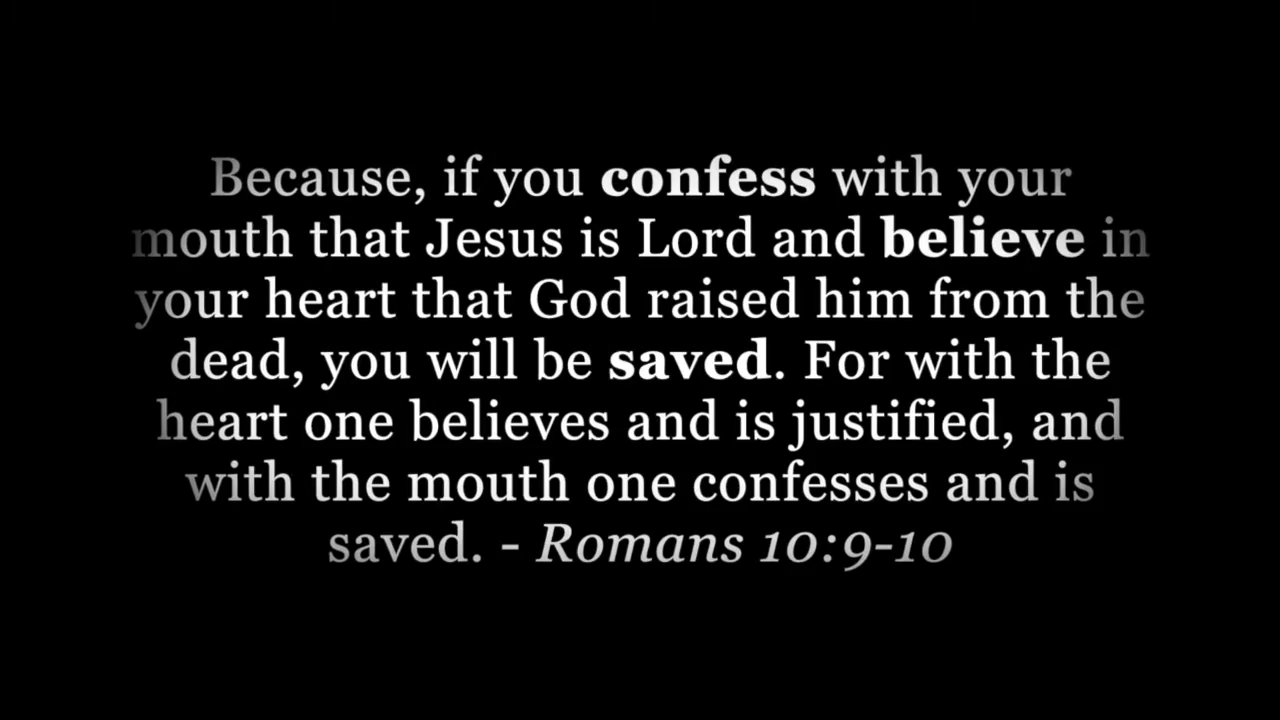 Because, if you confess with your
mouth that Jesus is Lord and believe in
your heart that God raised him from the
dead, you will be saved. For with the
heart one believes and is justified, and
with the mouth one confesses and is
saved. - Romans 10:9-10